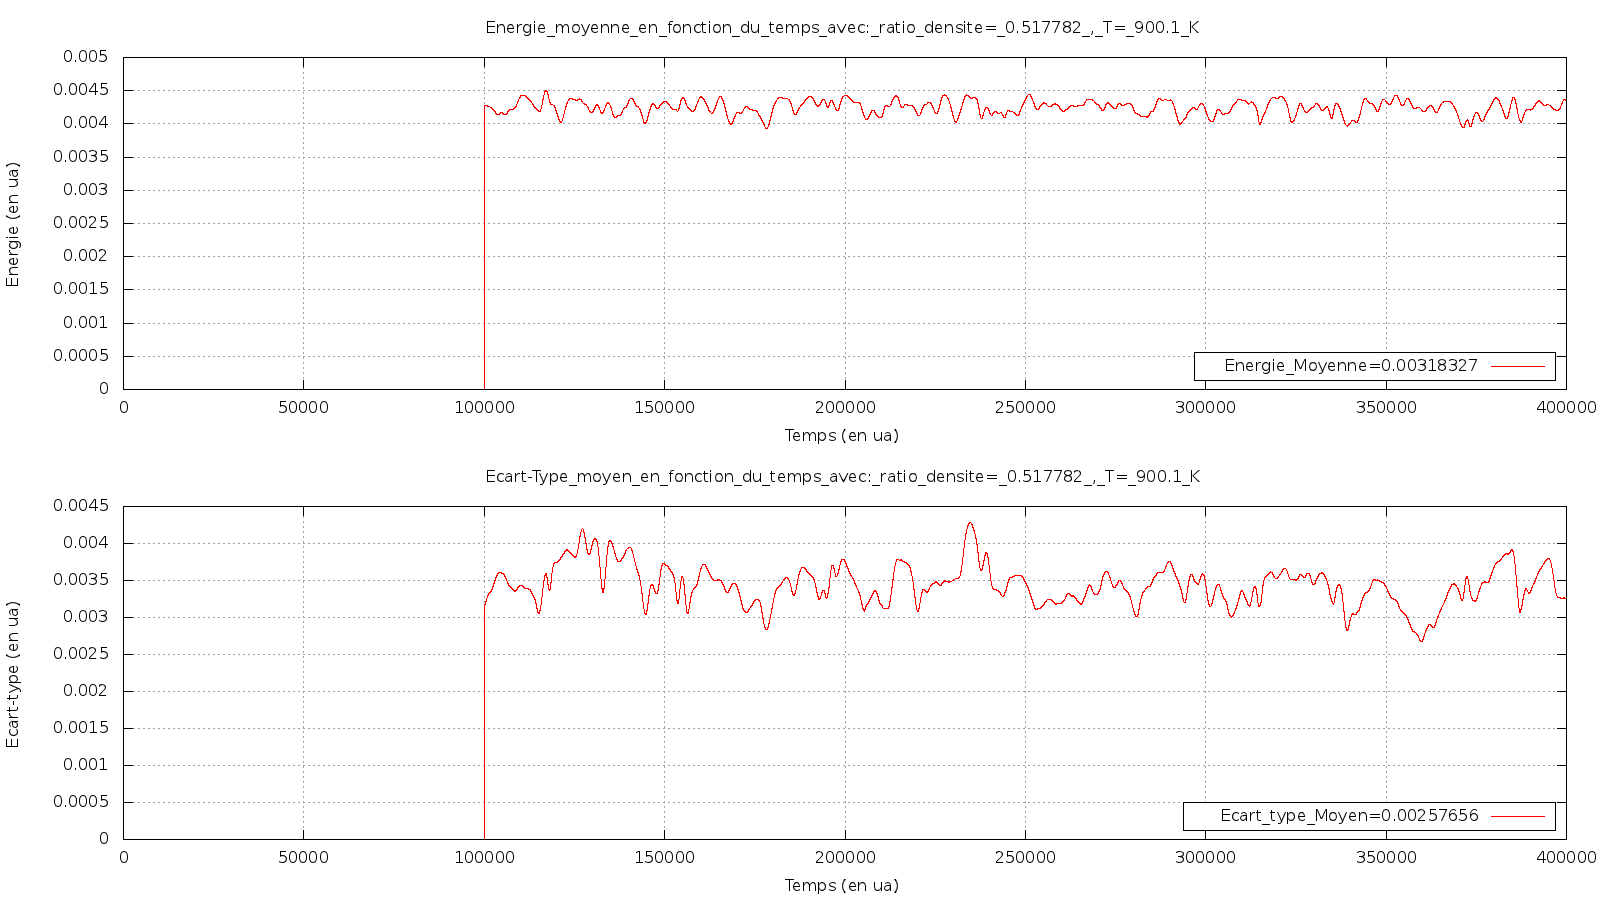 Energie_moyenne_en_fonction_du_temps_avec:_ratio_densite=_0.517782_,_T=_900.1_K
0.005
0.0045
0.004
0.0035
0.003
0.0025
0.002
0.0015
0.001
0.0005
0
Energie (en ua)
Energie_Moyenne=0.00318327
0 50000 100000 150000 200000 250000 300000 350000 400000
Temps (en ua)
Ecart-Type_moyen_en_fonction_du_temps_avec:_ratio_densite=_0.517782_,_T=_900.1_K
0.0045
0.004
0.0035
0.003
0.0025
0.002
0.0015
0.001
0.0005
0
Ecart-type (en ua)
Ecart_type_Moyen=0.00257656
0 50000 100000 150000 200000 250000 300000 350000 400000
Temps (en ua)